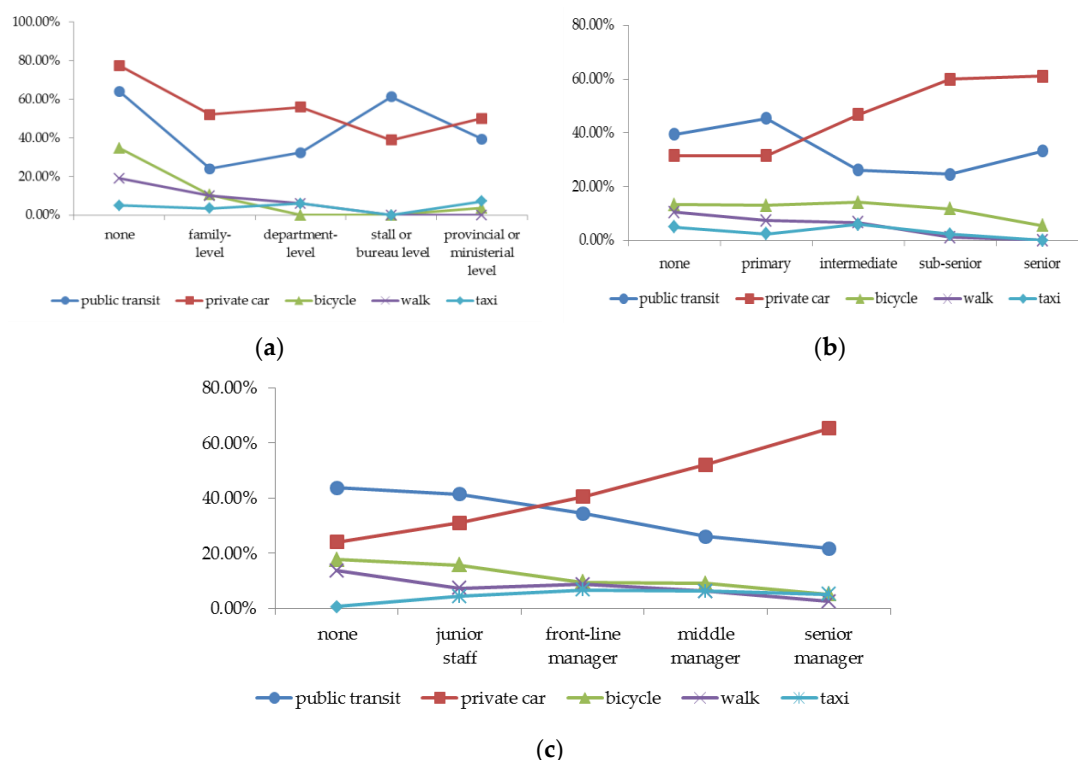 100.00%
80.00%
60.00%
40.00%
20.00%
0.00%
none
family-
level
department-
level
stall or
bureau level
provincial or
ministerial
level
public transit
private car
bicycle
walk
taxi
(a)
80.00%
60.00%
40.00%
20.00%
0.00%
none
primary
intermediate
sub-senior
senior
public transit
private car
bicycle
walk
taxi
(b)
80.00%
60.00%
40.00%
20.00%
0.00%
none
junior
staff
front-line
manager
middle
manager
senior
manager
public transit
private car
bicycle
walk
taxi
(c)